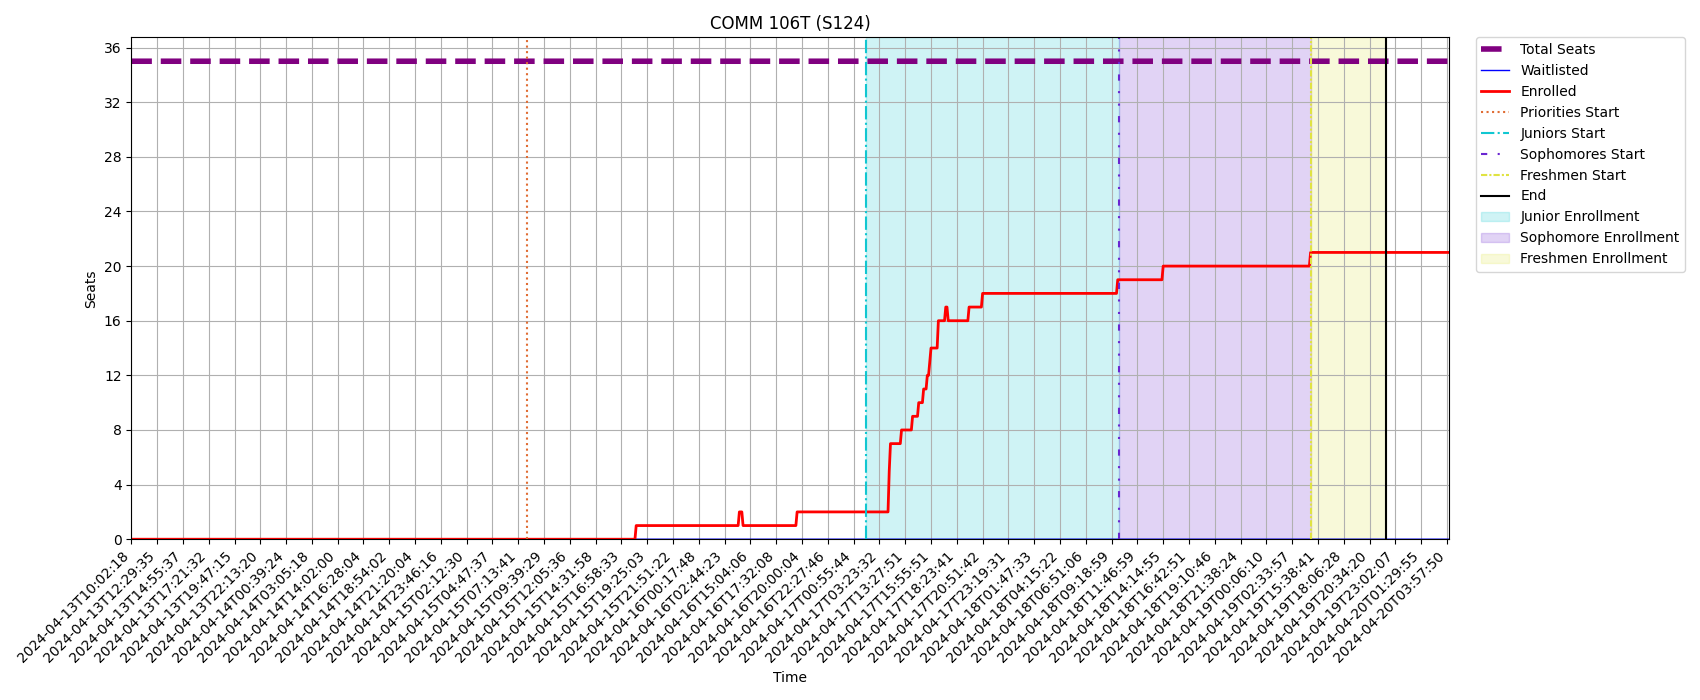 COMM 106T (S124)
36
32
28
24
20
16
12
8
4
0
Seats
2024-04-13T10:02:18
2024-04-13T12:29:35
2024-04-13T14:55:37
2024-04-13T17:21:32
2024-04-13T19:47:15
2024-04-13T22:13:20
2024-04-14T00:39:24
2024-04-14T03:05:18
2024-04-14T14:02:00
2024-04-14T16:28:04
2024-04-14T18:54:02
2024-04-14T21:20:04
2024-04-14T23:46:16
2024-04-15T02:12:30
2024-04-15T04:47:37
2024-04-15T07:13:41
2024-04-15T09:39:29
2024-04-15T12:05:36
2024-04-15T14:31:58
2024-04-15T16:58:33
2024-04-15T19:25:03
2024-04-15T21:51:22
2024-04-16T00:17:48
2024-04-16T02:44:23
2024-04-16T15:04:06
2024-04-16T17:32:08
2024-04-16T20:00:04
2024-04-16T22:27:46
2024-04-17T00:55:44
2024-04-17T03:23:32
2024-04-17T13:27:51
2024-04-17T15:55:51
2024-04-17T18:23:41
2024-04-17T20:51:42
2024-04-17T23:19:31
2024-04-18T01:47:33
2024-04-18T04:15:22
2024-04-18T06:51:06
2024-04-18T09:18:59
2024-04-18T11:46:59
2024-04-18T14:14:55
2024-04-18T16:42:51
2024-04-18T19:10:46
2024-04-18T21:38:24
2024-04-19T00:06:10
2024-04-19T02:33:57
2024-04-19T15:38:41
2024-04-19T18:06:28
2024-04-19T20:34:20
2024-04-19T23:02:07
2024-04-20T01:29:55
2024-04-20T03:57:50
Time
Total Seats
Waitlisted
Enrolled
Priorities Start
Juniors Start
Sophomores Start
Freshmen Start
End
Junior Enrollment
Sophomore Enrollment
Freshmen Enrollment